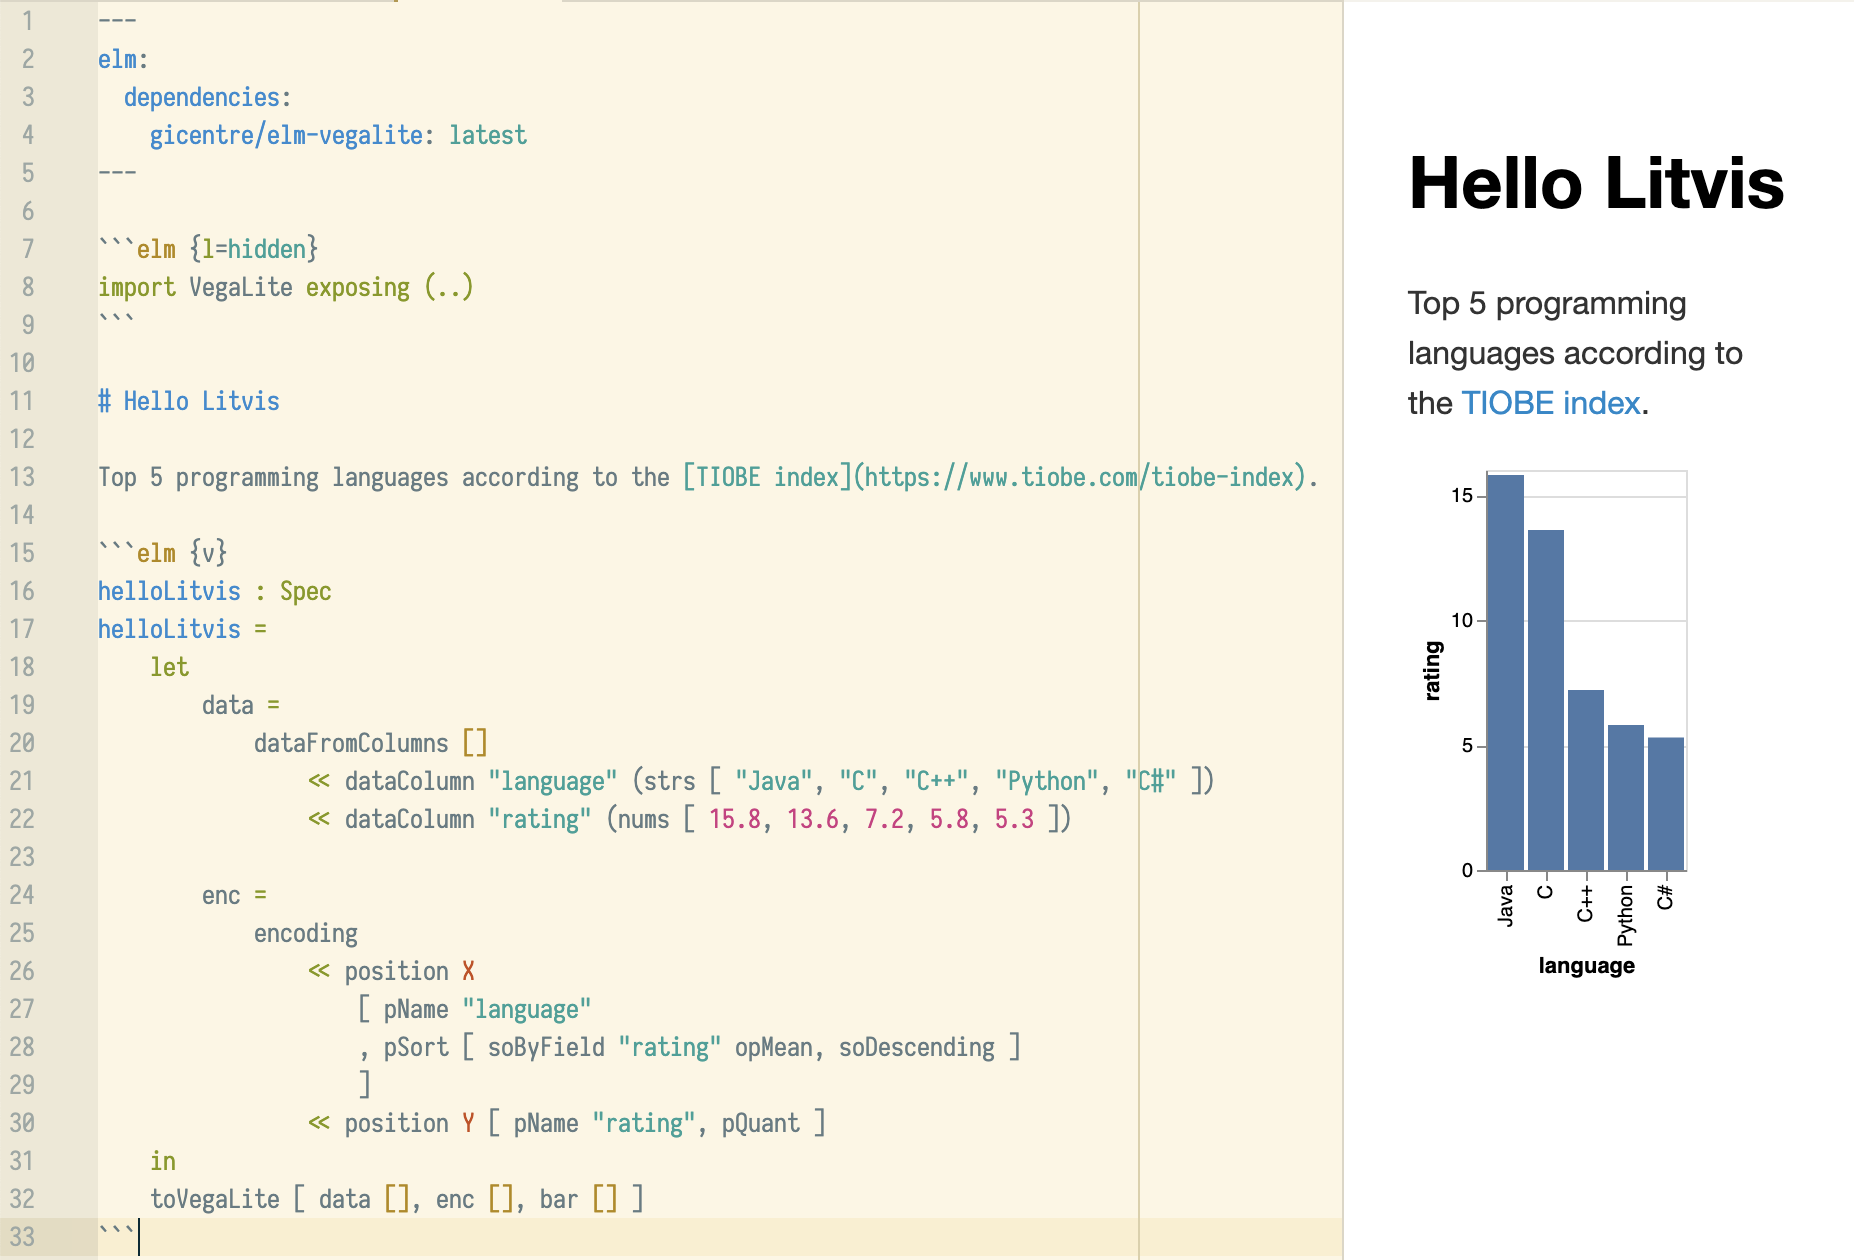 1 ---
2 elm:
3   dependencies:
4     gicentre/elm-vegalite: latest
5 ---
6
7 ```elm {l=hidden}
8 import VegaLite exposing (..)
9 ```
10
11 # Hello Litvis
12
13 Top 5 programming languages according to the [TIOBE index](https://www.tiobe.com/tiobe-index).
14
15 ```elm {v}
16 helloLitvis : Spec
17 helloLitvis =
18     let
19         data =
20             dataFromColumns []
21                 << dataColumn "language" (strs [ "Java", "C", "C++", "Python", "C#" ])
22                 << dataColumn "rating" (nums [ 15.8, 13.6, 7.2, 5.8, 5.3 ])
23
24         enc =
25             encoding
26                 << position X
27                     [ pName "language"
28                     , pSort [ soByField "rating" opMean, soDescending ]
29                     ]
30                 << position Y [ pName "rating", pQuant ]
31     in
32     toVegaLite [ data [], enc [], bar [] ]
33 ```
Hello Litvis
Top 5 programming
languages according to
the TIOBE index.
15
10
5
0
rating
Java C C++ Python C#
language